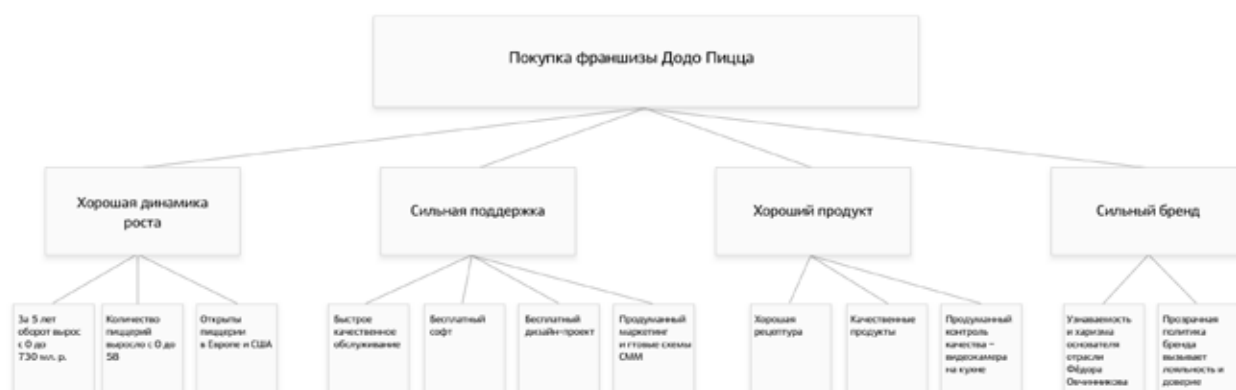 Покупка франшизы Додо Пицца
Хорошая динамика
роста
Сильная поддержка
Хороший продукт
Сильный бренд
За 5 лет
оборот вырос
с 0 до
730 мл. р.
Количество
пиццерий
выросло с 0 до
58
Открыты
пиццерии
в Европе и США
Быстрое
качественное
обслуживание
Бесплатный
софт
Бесплатный
дизайн-проект
Продуманный
маркетинг
и гтовые схемы
СММ
Хорошая
рецептура
Качественные
продукты
Продуманный
контроль
качества –
видеокамера
на кухне
Узнаваемость
и харизма
основателя
отрасли
Фёдора
Овчинникова
Прозрачная
политика
бренда
вызывает
лояльность и
доверие